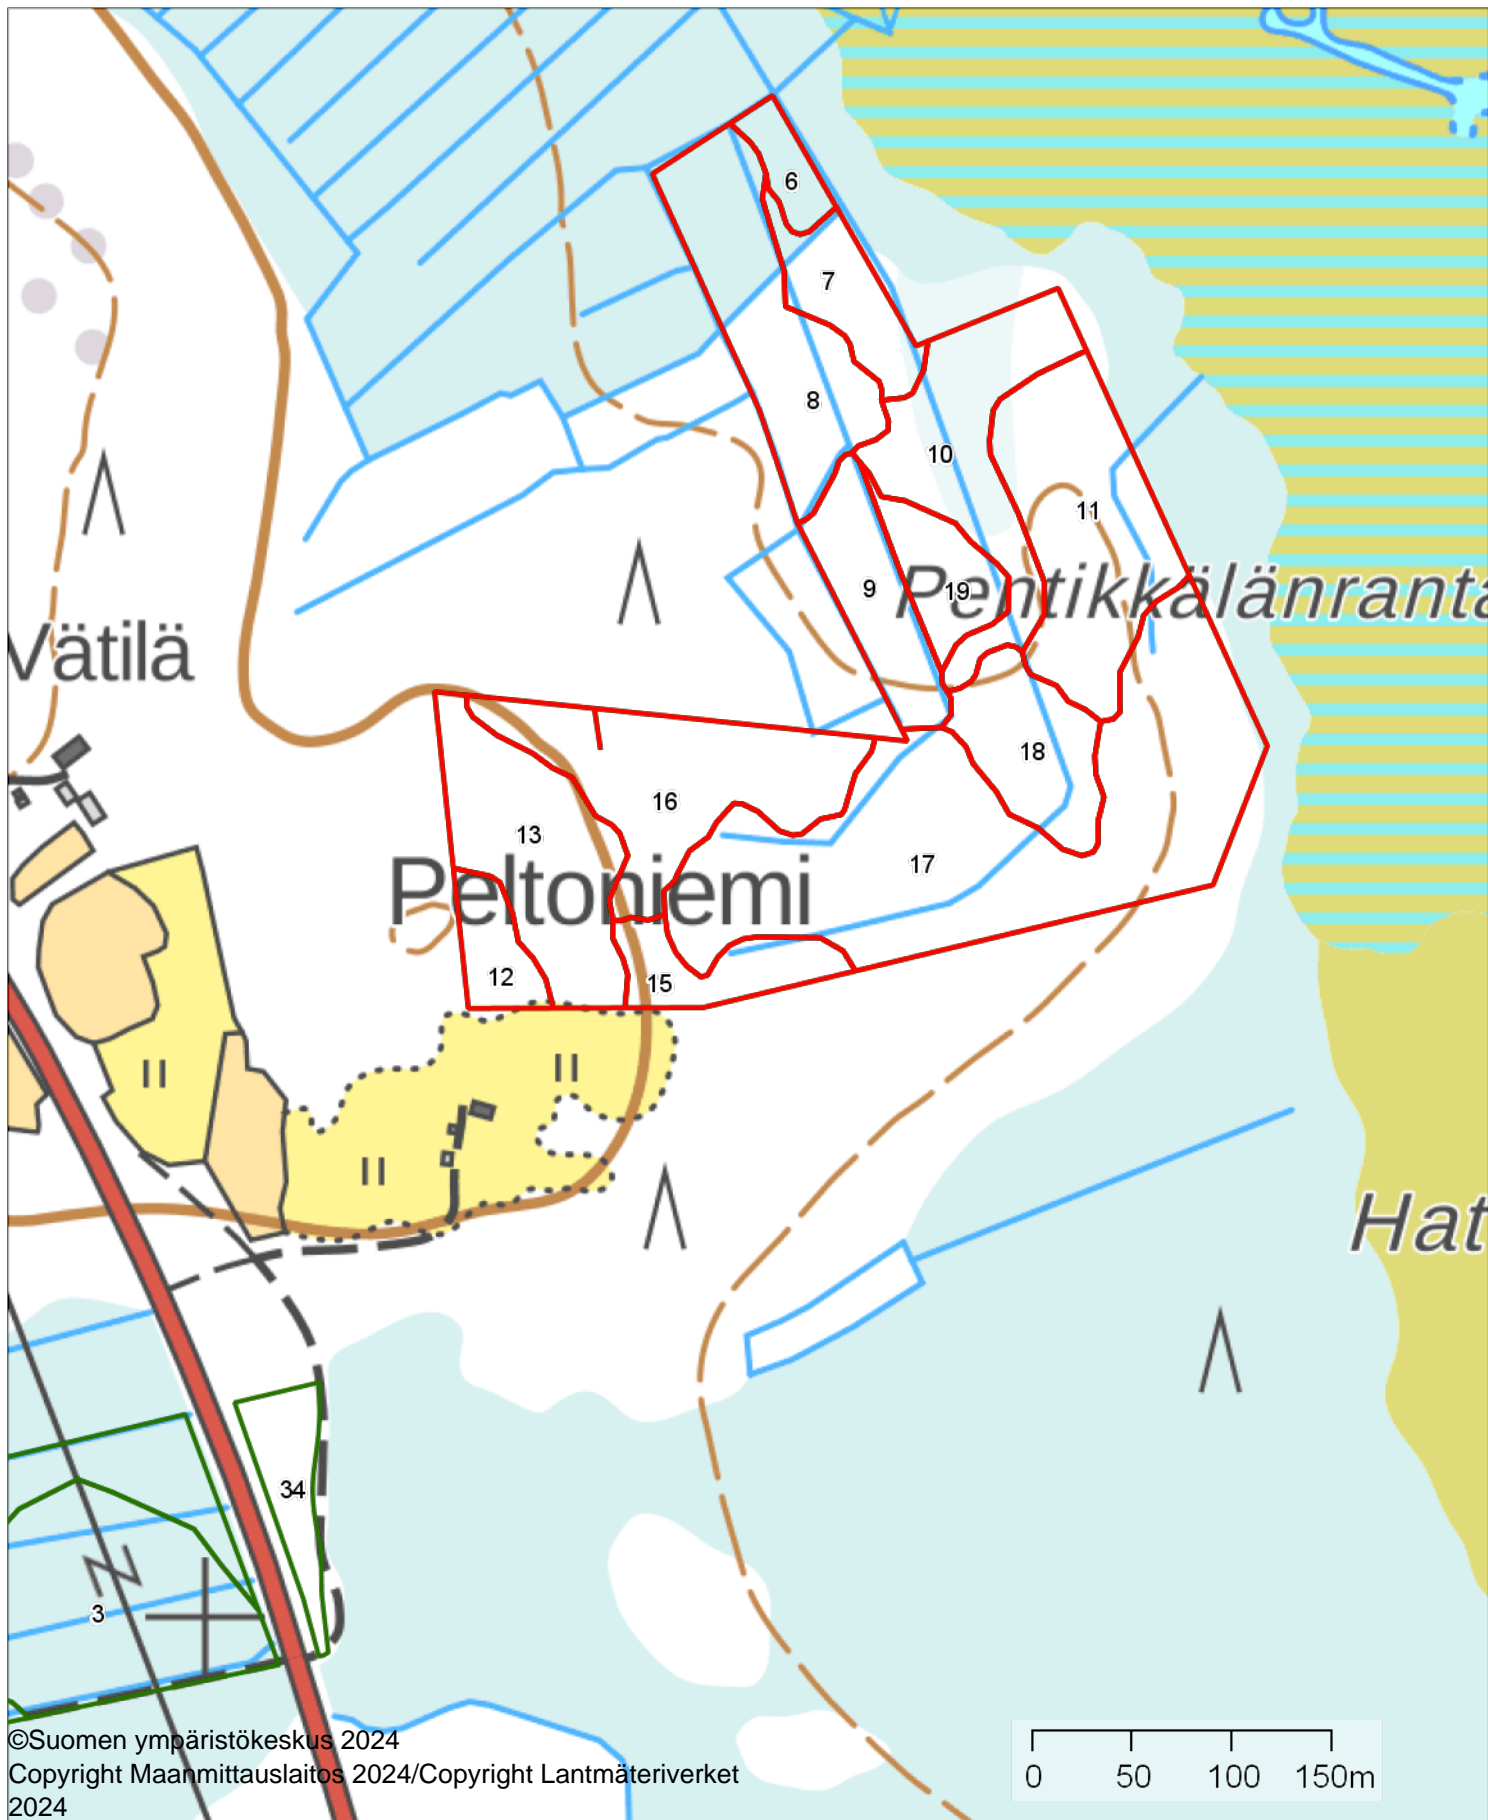 6
7
8
10
11
9
19
Pentikkälänranta
Vätilä
18
16
13
17
Peltoniemi
12
15
Hat
34
3
©Suomen ympäristökeskus 2024
Copyright Maanmittauslaitos 2024/Copyright Lantmäteriverket
2024
0 50 100 150m